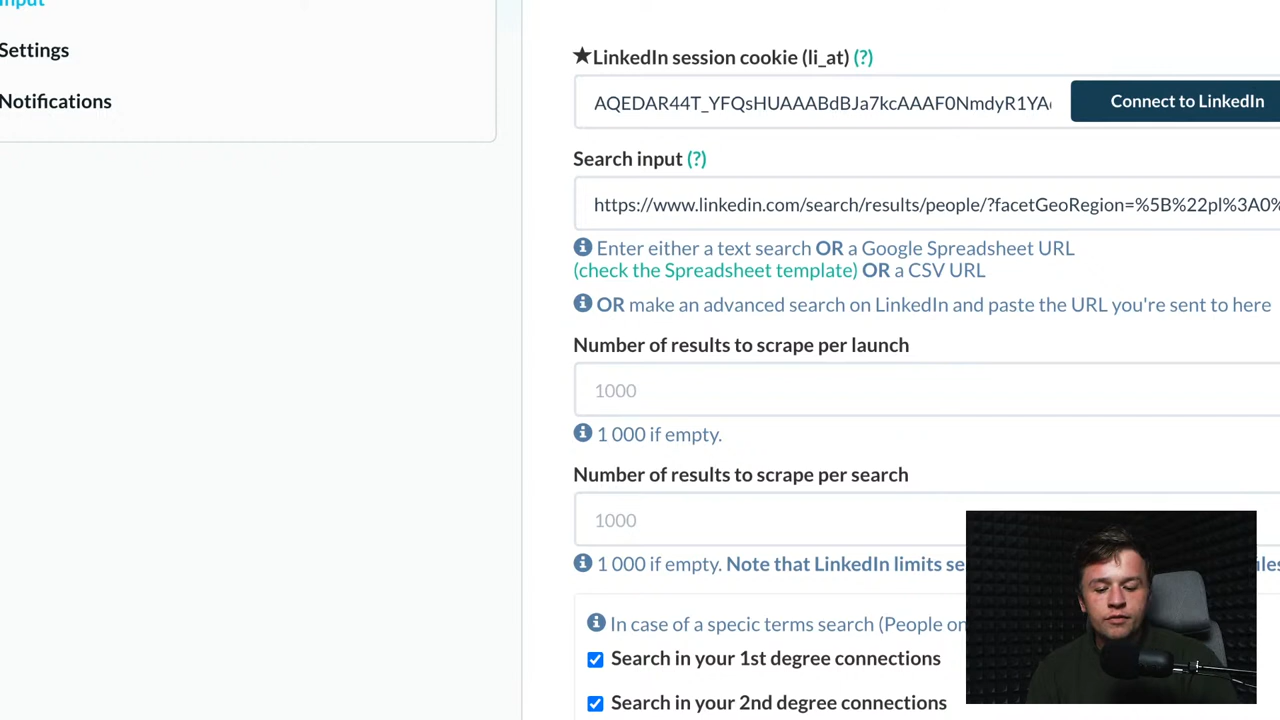 Input
Settings
Notifications
★LinkedIn session cookie (li_at) (?)
AQEDAR44T_YFQsHUAAABdBJa7kcAAAF0NmdyR1YA
Connect to LinkedIn
Search input (?)
https://www.linkedin.com/search/results/people/?facetGeoRegion=%5B%22pl%3A0%
Enter either a text search OR a Google Spreadsheet URL
(check the Spreadsheet template) OR a CSV URL
OR make an advanced search on LinkedIn and paste the URL you're sent to here
Number of results to scrape per launch
1000
1 000 if empty.
Number of results to scrape per search
1000
1 000 if empty. Note that LinkedIn limits se
In case of a specic terms search (People on
Search in your 1st degree connections
Search in your 2nd degree connections